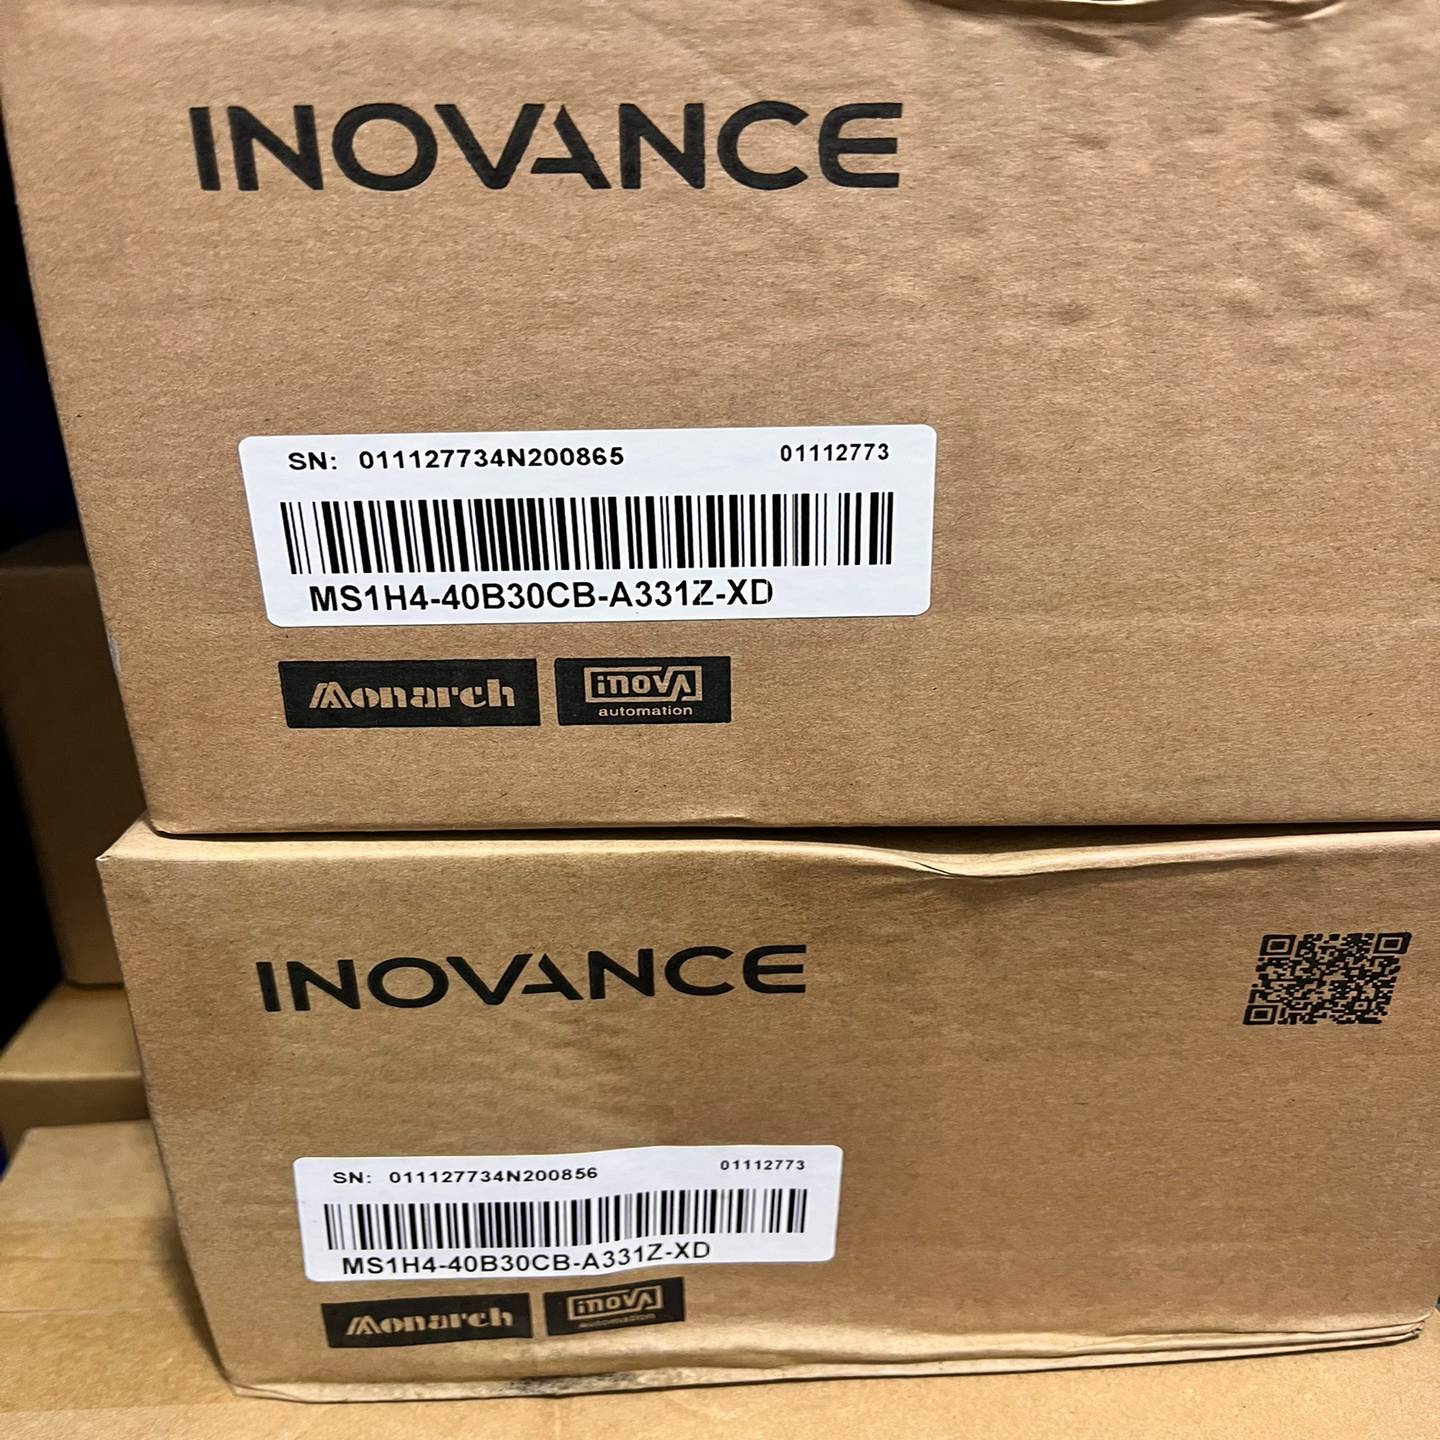 INOVANCE
SN: 011127734N200865 01112773
MS1H4-40B30CB-A331Z-XD
Monarch inova
automation
INOVANCE
SN: 011127734N200856 01112773
MS1H4-40B30CB-A331Z-XD
Monarch inova
automation